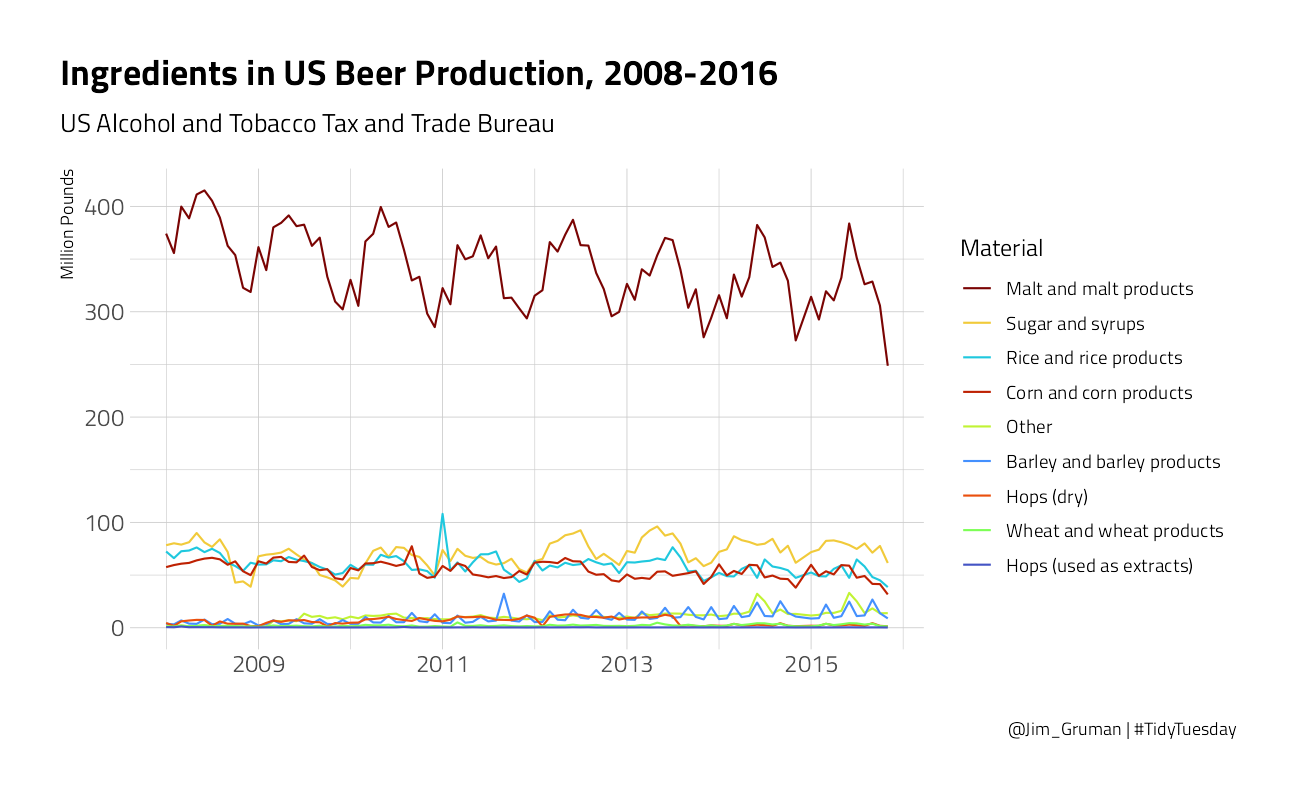 Ingredients in US Beer Production, 2008-2016
US Alcohol and Tobacco Tax and Trade Bureau
Million Pounds
400
300
200
100
0
2009
2011
2013
2015
Material
Malt and malt products
Sugar and syrups
Rice and rice products
Corn and corn products
Other
Barley and barley products
Hops (dry)
Wheat and wheat products
Hops (used as extracts)
@Jim_Gruman | #TidyTuesday